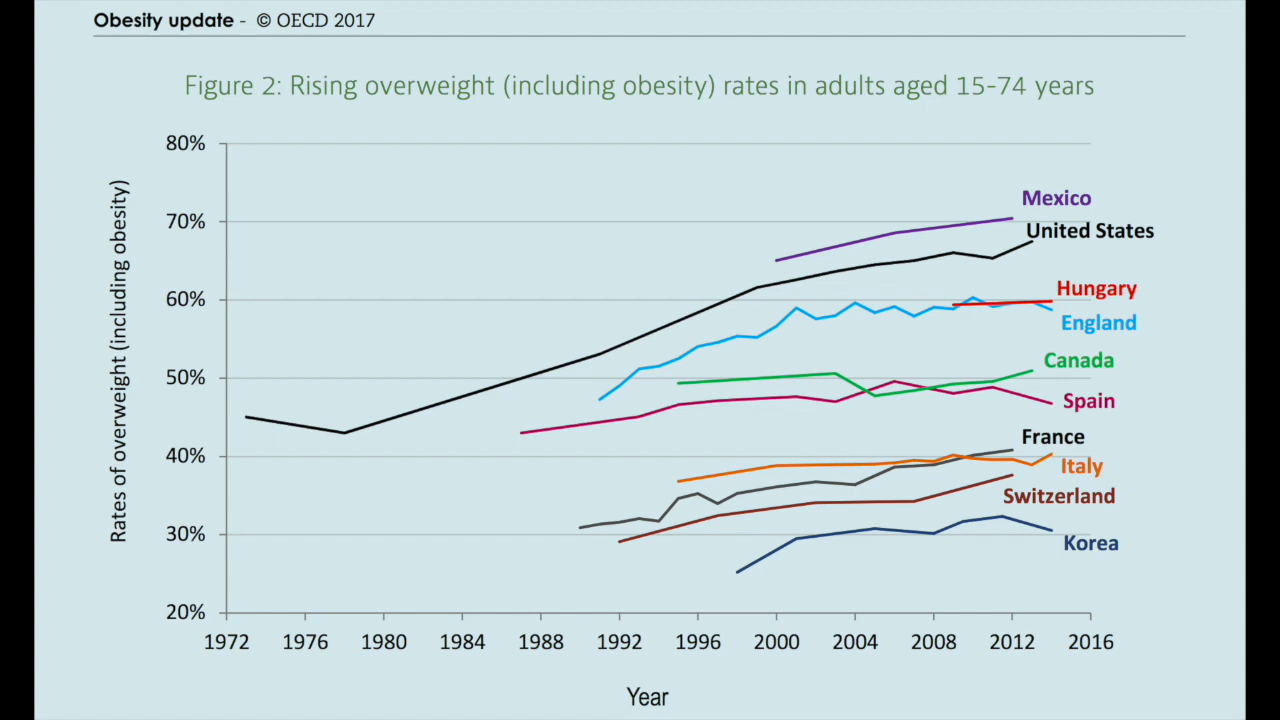 Obesity update - © OECD 2017
Figure 2: Rising overweight (including obesity) rates in adults aged 15-74 years
Rates of overweight (including obesity)
80%
70%
60%
50%
40%
30%
20%
Mexico
United States
Hungary
England
Canada
Spain
France
Italy
Switzerland
Korea
1972 1976 1980 1984 1988 1992 1996 2000 2004 2008 2012 2016
Year